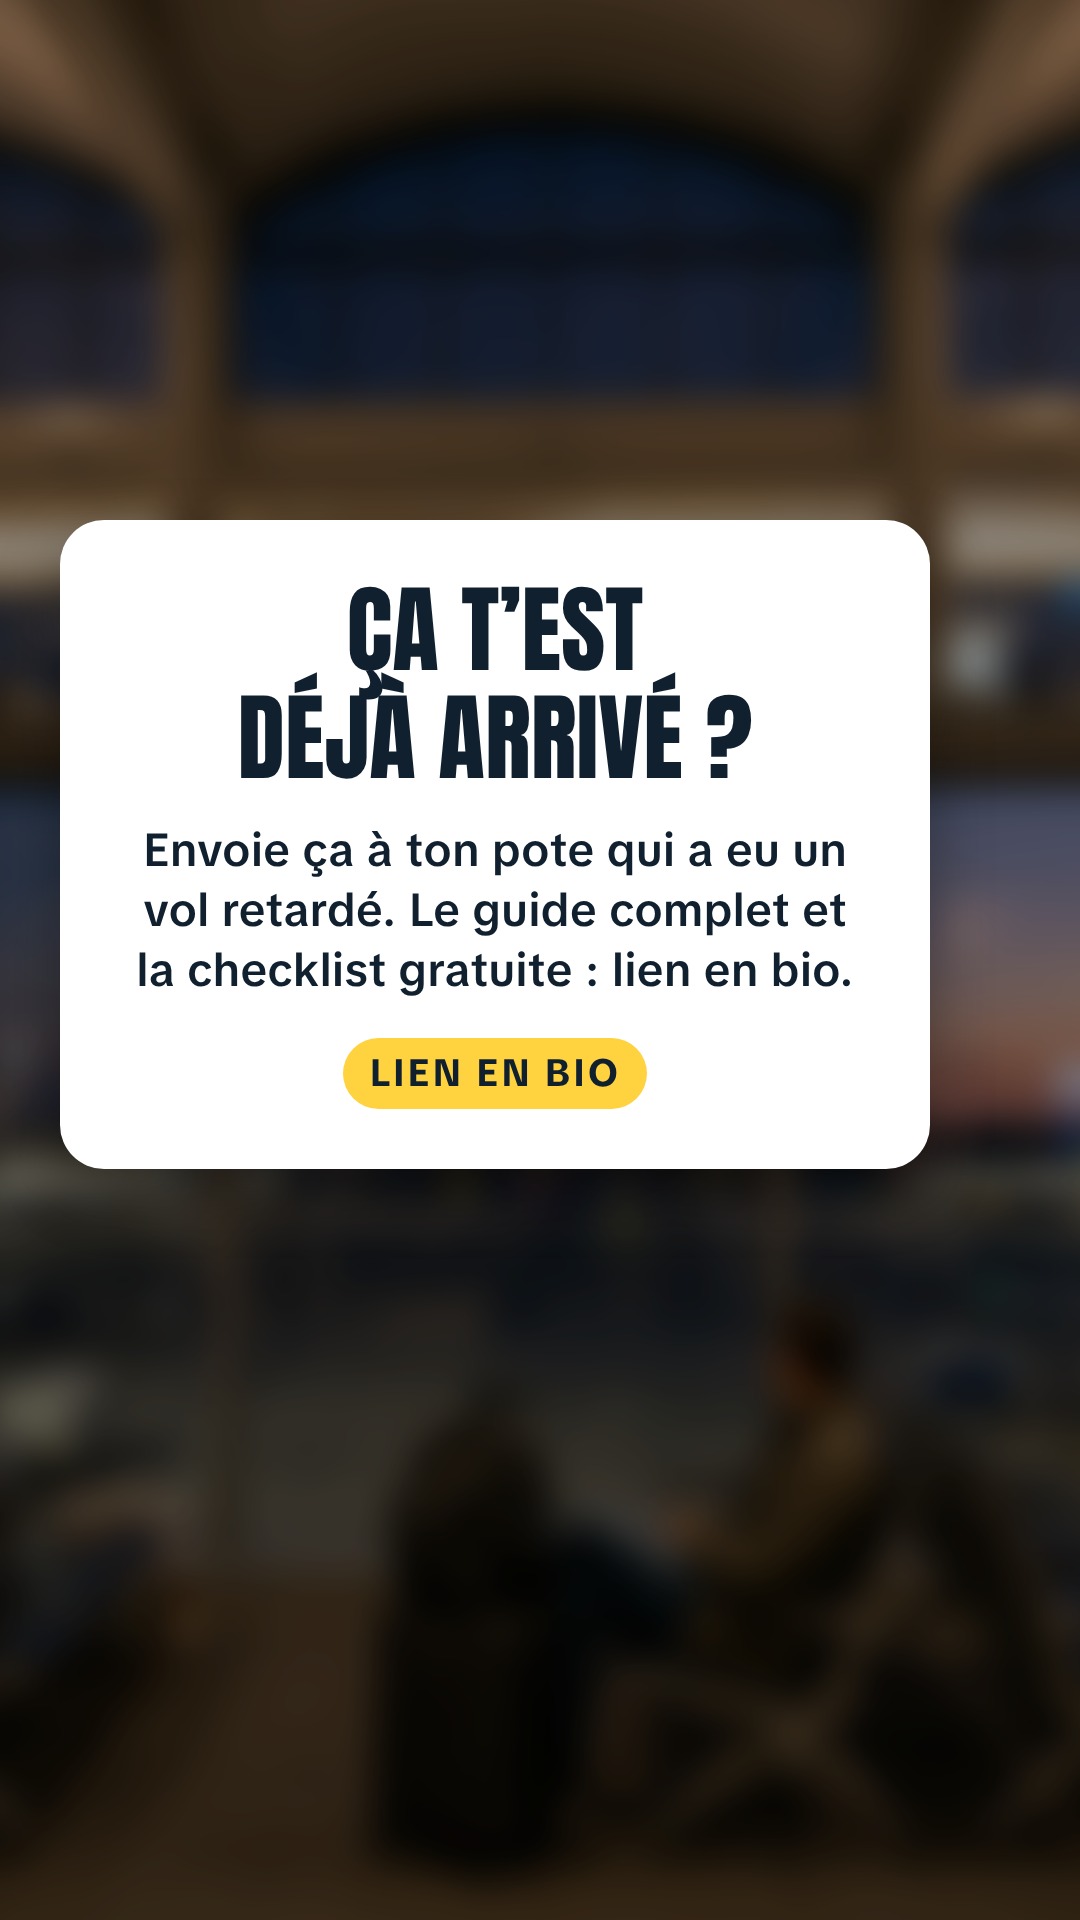 ÇA T’EST
DÉJÀ ARRIVÉ ?
Envoie ça à ton pote qui a eu un
vol retardé. Le guide complet et
la checklist gratuite : lien en bio.
LIEN EN BIO